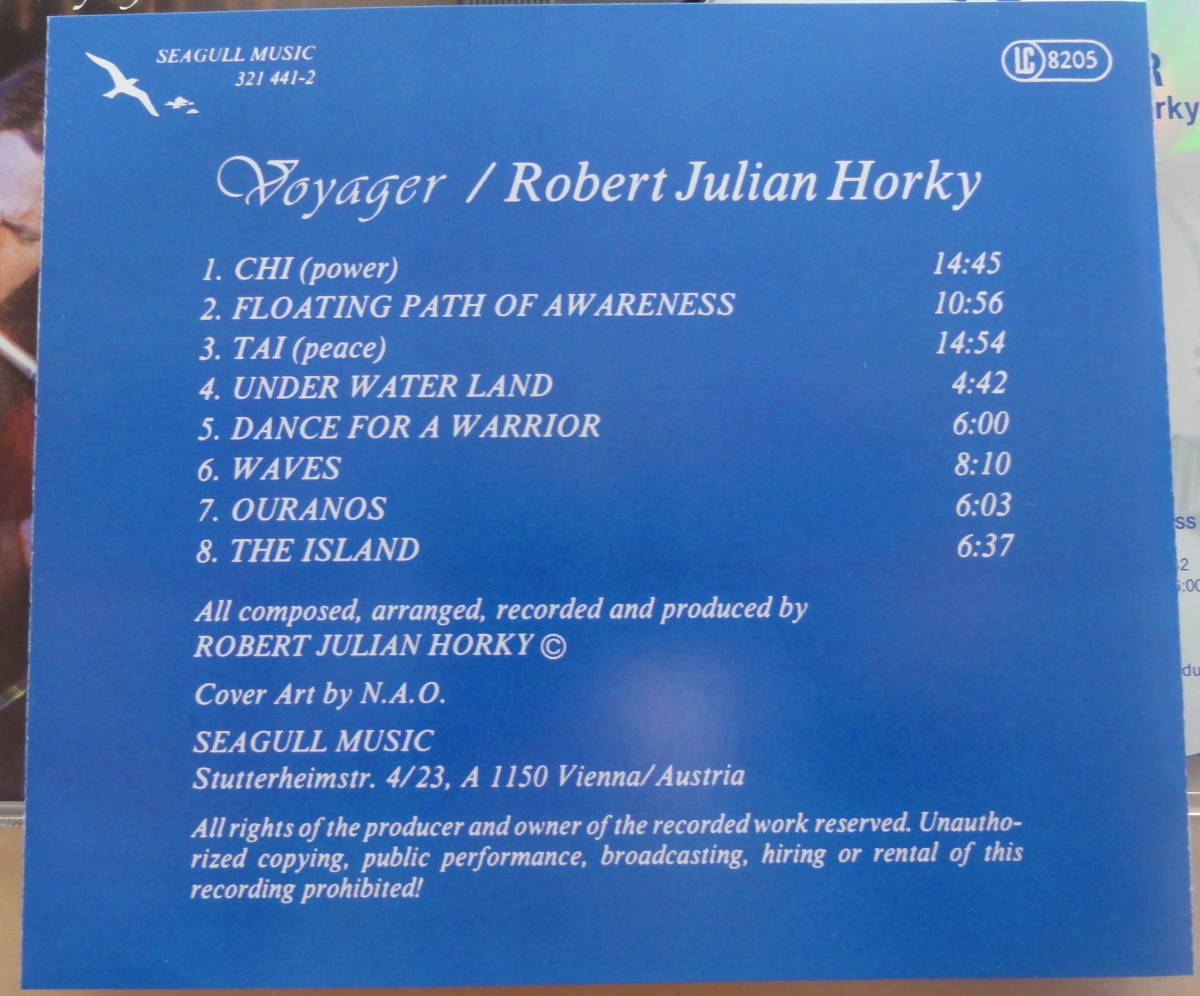 SEAGULL MUSIC
321 441-2
LC 8205
Voyager / Robert Julian Horky
1. CHI (power) 14:45
2. FLOATING PATH OF AWARENESS 10:56
3. TAI (peace) 14:54
4. UNDER WATER LAND 4:42
5. DANCE FOR A WARRIOR 6:00
6. WAVES 8:10
7. OURANOS 6:03
8. THE ISLAND 6:37
All composed, arranged, recorded and produced by
ROBERT JULIAN HORKY ©
Cover Art by N.A.O.
SEAGULL MUSIC
Stutterheimstr. 4/23, A 1150 Vienna/Austria
All rights of the producer and owner of the recorded work reserved. Unautho-
rized copying, public performance, broadcasting, hiring or rental of this
recording prohibited!
R
rky
ss